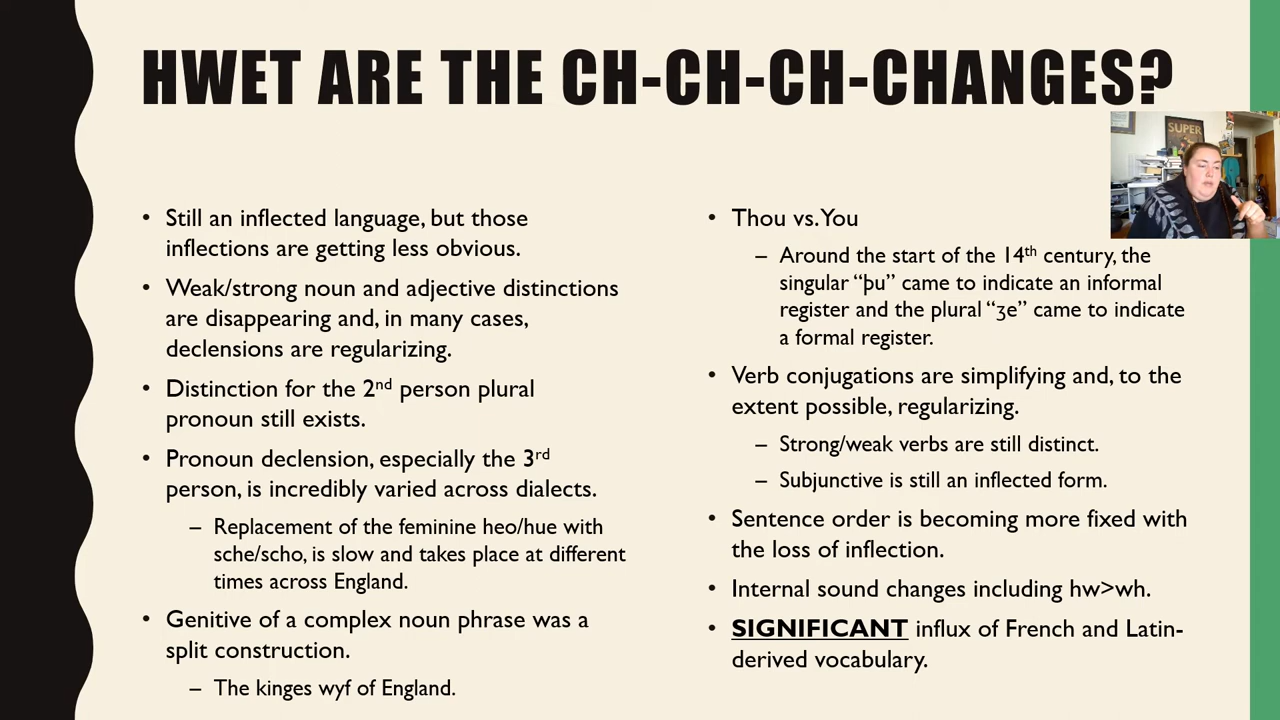 HWET ARE THE CH-CH-CH-CHANGES?
• Still an inflected language, but those
inflections are getting less obvious.
• Weak/strong noun and adjective distinctions
are disappearing and, in many cases,
declensions are regularizing.
• Distinction for the 2nd person plural
pronoun still exists.
• Pronoun declension, especially the 3rd
person, is incredibly varied across dialects.
– Replacement of the feminine heo/hue with
sche/scho, is slow and takes place at different
times across England.
• Genitive of a complex noun phrase was a
split construction.
– The kinges wyf of England.
• Thou vs. You
– Around the start of the 14th century, the
singular “þu” came to indicate an informal
register and the plural “ʒe” came to indicate
a formal register.
• Verb conjugations are simplifying and, to the
extent possible, regularizing.
– Strong/weak verbs are still distinct.
– Subjunctive is still an inflected form.
• Sentence order is becoming more fixed with
the loss of inflection.
• Internal sound changes including hw>wh.
• SIGNIFICANT influx of French and Latin-
derived vocabulary.
SUPER